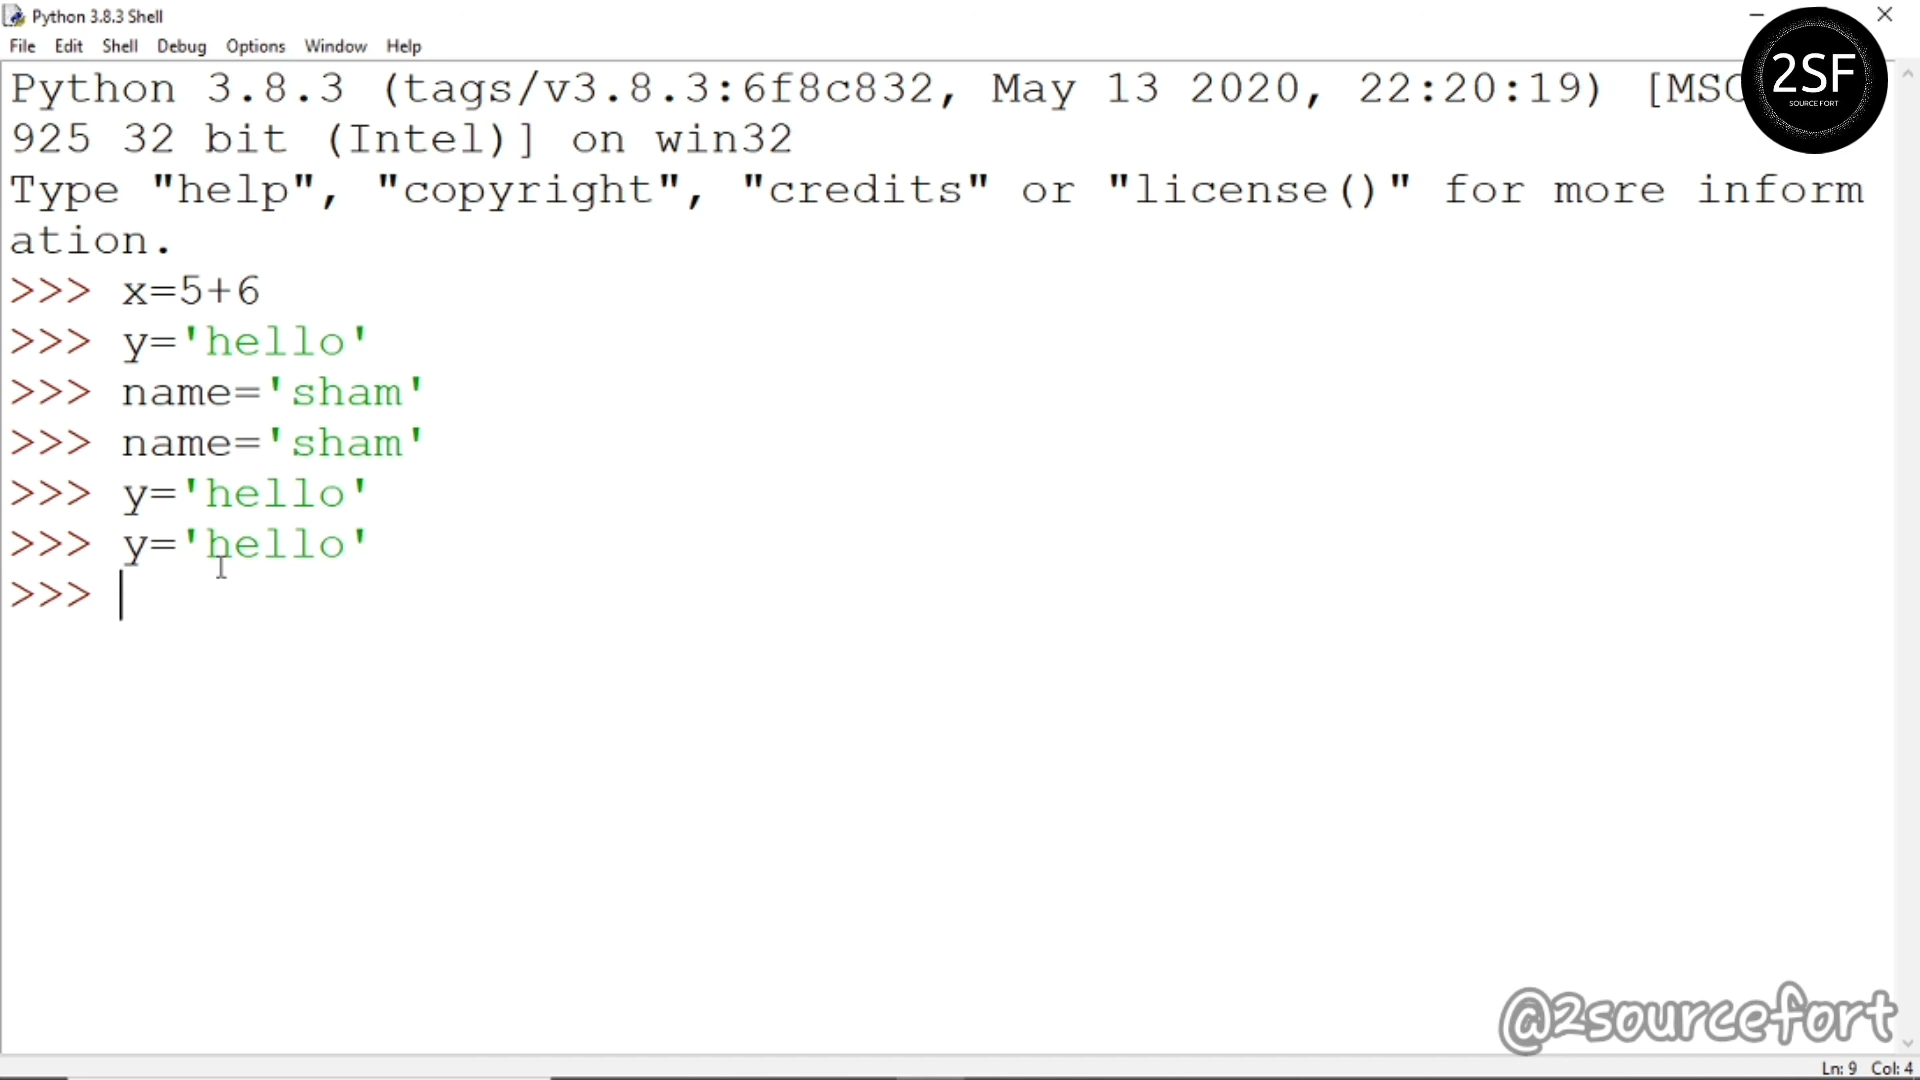 Python 3.8.3 Shell
File Edit Shell Debug Options Window Help
2SF
SOURCE FORT
Python 3.8.3 (tags/v3.8.3:6f8c832, May 13 2020, 22:20:19) [MSC
925 32 bit (Intel)] on win32
Type "help", "copyright", "credits" or "license()" for more inform
ation.
>>> x=5+6
>>> y='hello'
>>> name='sham'
>>> name='sham'
>>> y='hello'
>>> y='hello'
>>>
@2sourcefort
Ln: 9 Col: 4